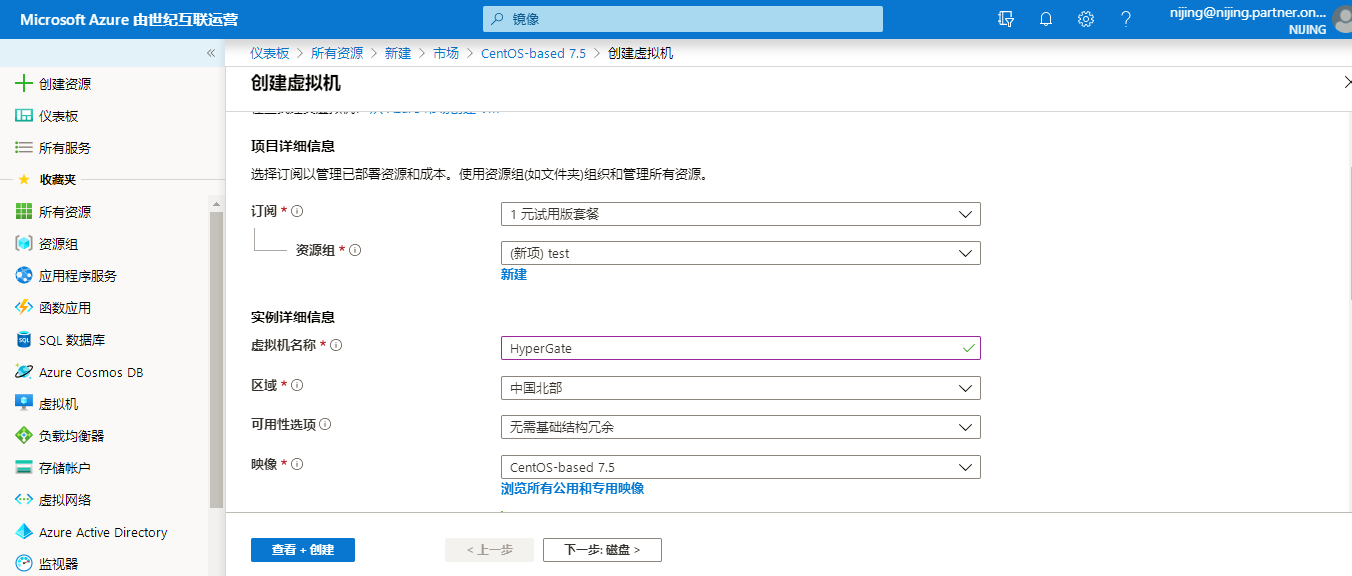 Microsoft Azure 由世纪互联运营
镜像
nijing@nijing.partner.on...
NIJING
仪表板 > 所有资源 > 新建 > 市场 > CentOS-based 7.5 > 创建虚拟机
创建虚拟机
创建资源
仪表板
所有服务
收藏夹
所有资源
资源组
应用程序服务
函数应用
SQL 数据库
Azure Cosmos DB
虚拟机
负载均衡器
存储帐户
虚拟网络
Azure Active Directory
监视器
项目详细信息
选择订阅以管理已部署资源和成本。使用资源组(如文件夹)组织和管理所有资源。
订阅 *
1 元试用版套餐
资源组 *
(新项) test
新建
实例详细信息
虚拟机名称 *
HyperGate
区域 *
中国北部
可用性选项
无需基础结构冗余
映像 *
CentOS-based 7.5
浏览所有公用和专用映像
查看 + 创建
< 上一步
下一步: 磁盘 >